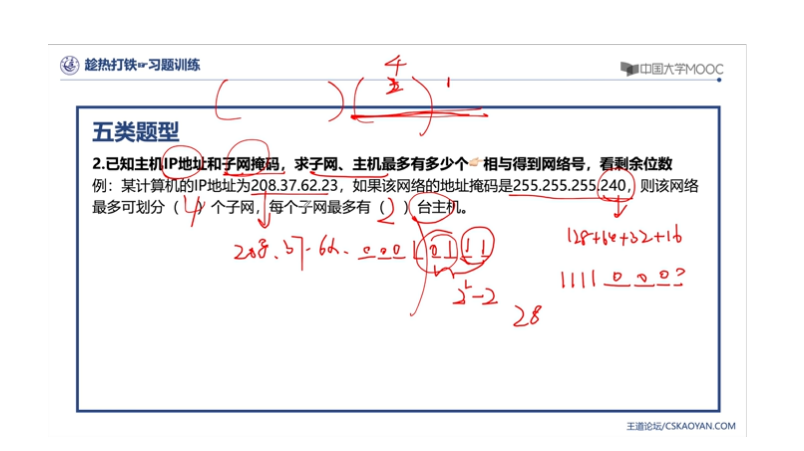 趁热打铁☞习题训练
中国大学MOOC
4
五类题型
2.已知主机IP地址和子网掩码，求子网、主机最多有多少个👉相与得到网络号，看剩余位数
例：某计算机的IP地址为208.37.62.23，如果该网络的地址掩码是255.255.255.240，则该网络
最多可划分（4）个子网，每个子网最多有（2）台主机。
128+64+32+16
208.37.62. 0001 0111
1111 0000
2²-2
28
王道论坛/CSKAOYAN.COM